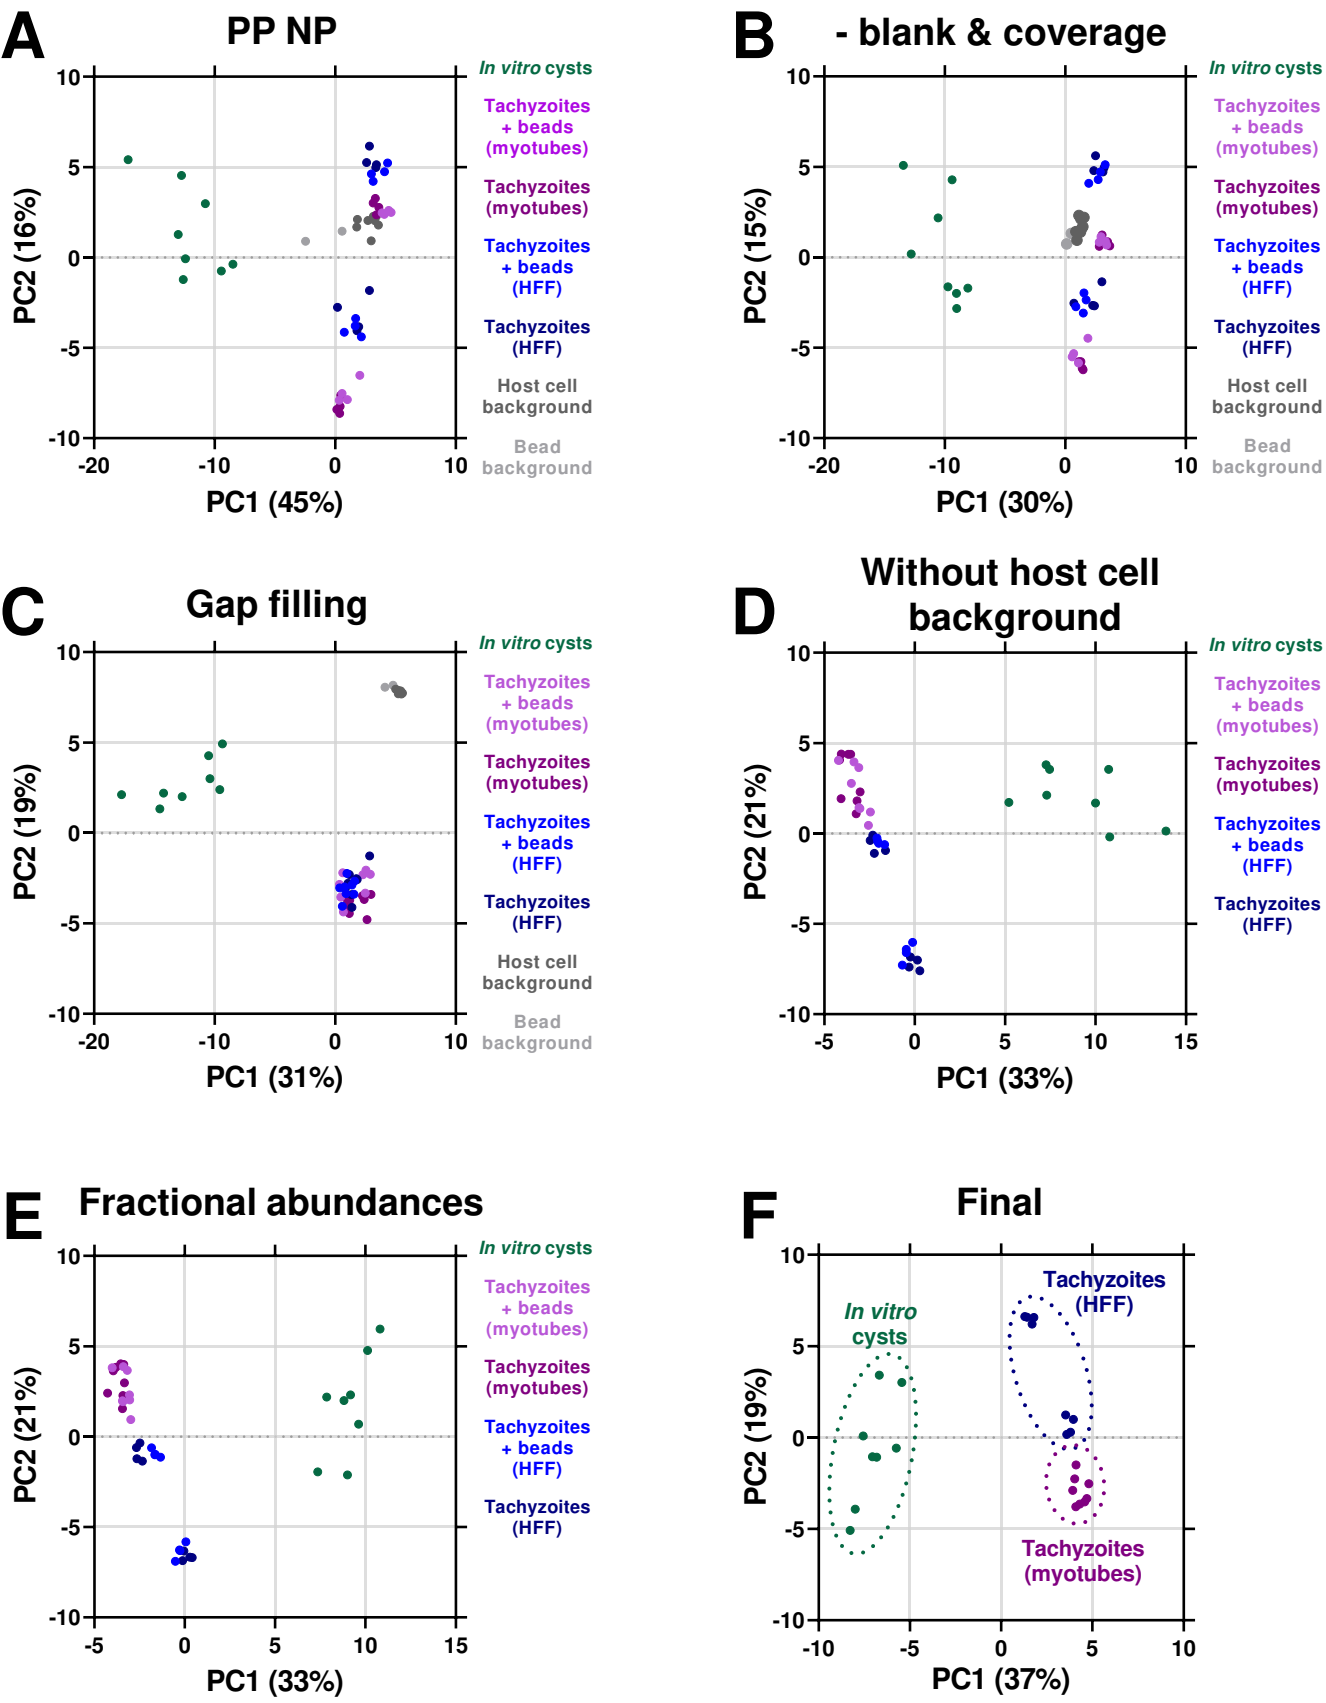 A
PP NP
10
5
0
-5
-10
-20
-10
0
10
PC2 (16%)
PC1 (45%)
In vitro cysts
Tachyzoites
+ beads
(myotubes)
Tachyzoites
(myotubes)
Tachyzoites
+ beads
(HFF)
Tachyzoites
(HFF)
Host cell
background
Bead
background
B
- blank & coverage
10
5
0
-5
-10
-20
-10
0
10
PC2 (15%)
PC1 (30%)
In vitro cysts
Tachyzoites
+ beads
(myotubes)
Tachyzoites
(myotubes)
Tachyzoites
+ beads
(HFF)
Tachyzoites
(HFF)
Host cell
background
Bead
background
C
Gap filling
10
5
0
-5
-10
-20
-10
0
10
PC2 (19%)
PC1 (31%)
In vitro cysts
Tachyzoites
+ beads
(myotubes)
Tachyzoites
(myotubes)
Tachyzoites
+ beads
(HFF)
Tachyzoites
(HFF)
Host cell
background
Bead
background
D
Without host cell
background
10
5
0
-5
-10
-5
0
5
10
15
PC2 (21%)
PC1 (33%)
In vitro cysts
Tachyzoites
+ beads
(myotubes)
Tachyzoites
(myotubes)
Tachyzoites
+ beads
(HFF)
Tachyzoites
(HFF)
E
Fractional abundances
10
5
0
-5
-10
-5
0
5
10
15
PC2 (21%)
PC1 (33%)
In vitro cysts
Tachyzoites
+ beads
(myotubes)
Tachyzoites
(myotubes)
Tachyzoites
+ beads
(HFF)
Tachyzoites
(HFF)
F
Final
10
5
0
-5
-10
-10
-5
0
5
10
PC2 (19%)
PC1 (37%)
In vitro
cysts
Tachyzoites
(HFF)
Tachyzoites
(myotubes)